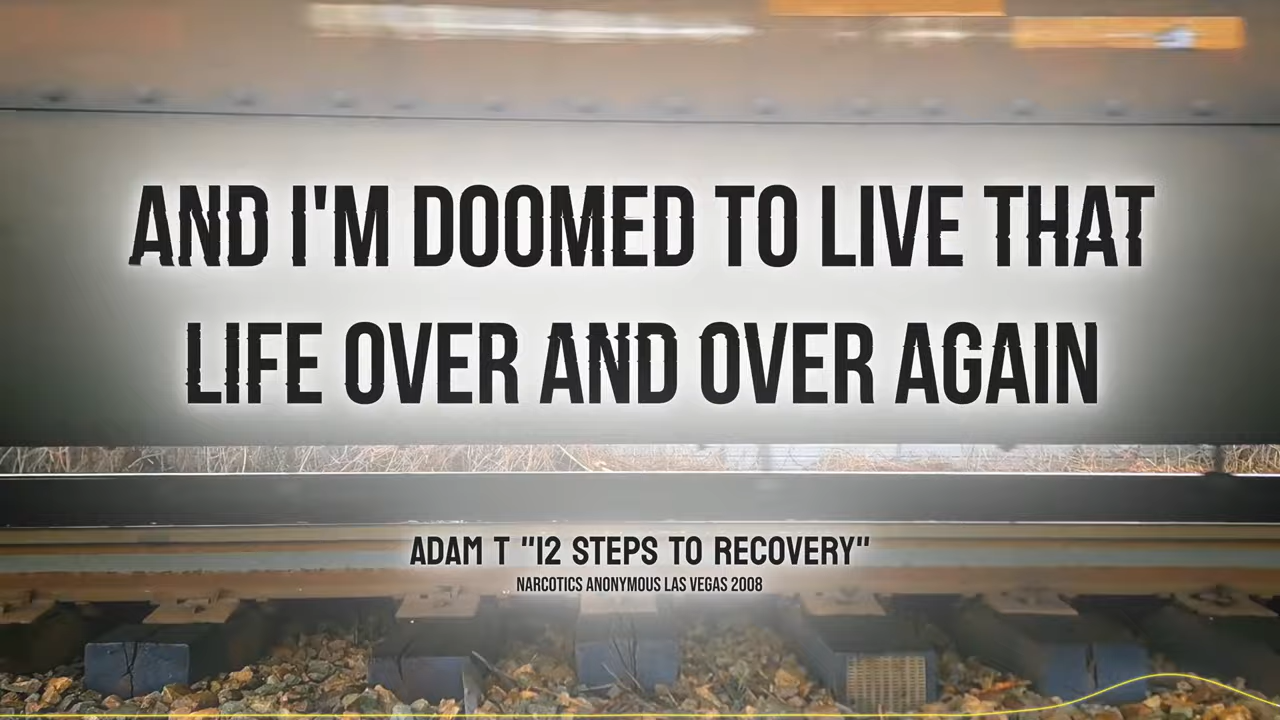 AND I'M DOOMED TO LIVE THAT
LIFE OVER AND OVER AGAIN
ADAM T "12 STEPS TO RECOVERY"
NARCOTICS ANONYMOUS LAS VEGAS 2008